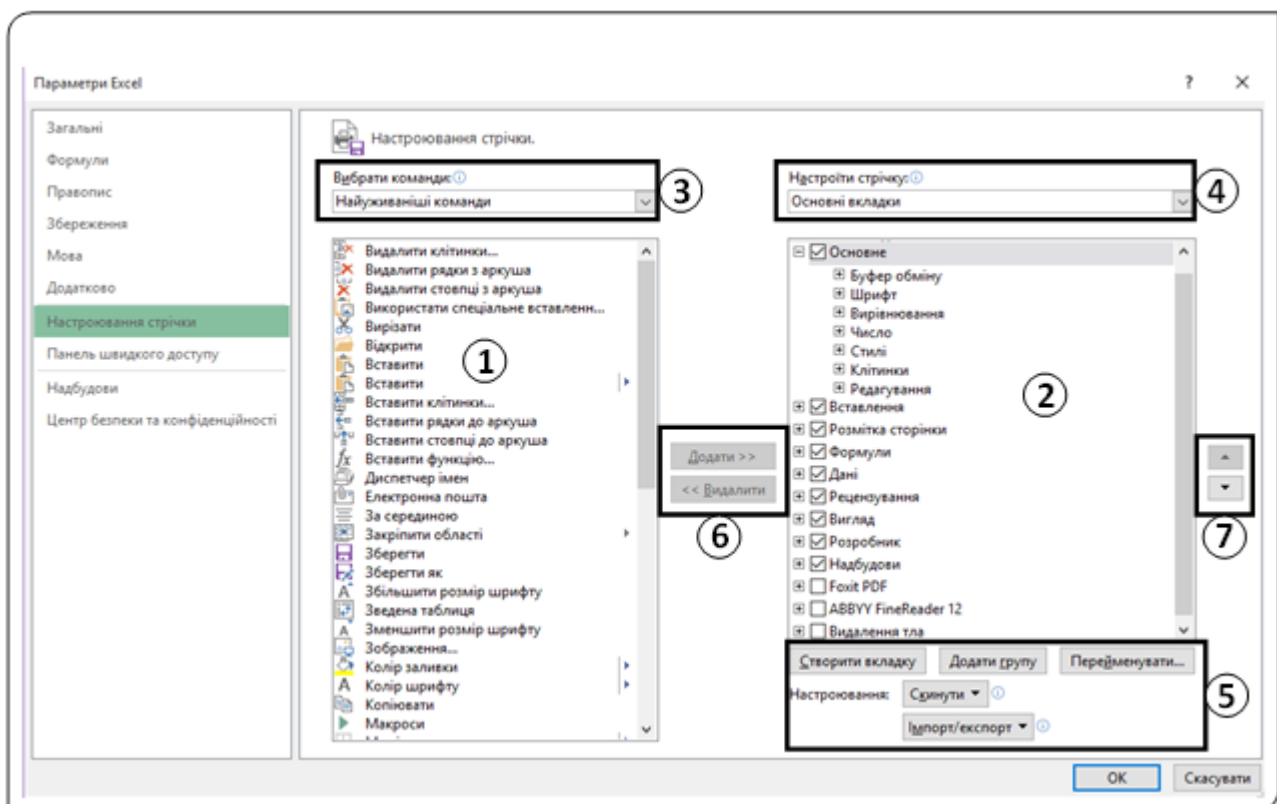 Параметри Excel
?
Загальні
Формули
Правопис
Збереження
Мова
Додатково
Настроювання стрічки
Панель швидкого доступу
Надбудови
Центр безпеки та конфіденційності
Настроювання стрічки.
Вибрати команди:
Найуживаніші команди
3
Видалити клітинки...
Видалити рядки з аркуша
Видалити стовпці з аркуша
Використати спеціальне вставленн...
Вирізати
Відкрити
Вставити
Вставити
Вставити клітинки...
Вставити рядки до аркуша
Вставити стовпці до аркуша
Вставити функцію...
Диспетчер імен
Електронна пошта
За серединою
Закріпити області
Зберегти
Зберегти як
Збільшити розмір шрифту
Зведена таблиця
Зменшити розмір шрифту
Зображення...
Колір заливки
Колір шрифту
Копіювати
Макроси
1
Додати >>
<< Видалити
6
Настроїти стрічку:
Основні вкладки
4
Основне
Буфер обміну
Шрифт
Вирівнювання
Число
Стилі
Клітинки
Редагування
Вставлення
Розмітка сторінки
Формули
Дані
Рецензування
Вигляд
Розробник
Надбудови
Foxit PDF
ABBYY FineReader 12
Видалення тла
2
7
Створити вкладку Додати групу Перейменувати...
Настроювання: Скинути
Імпорт/експорт
5
ОК Скасувати